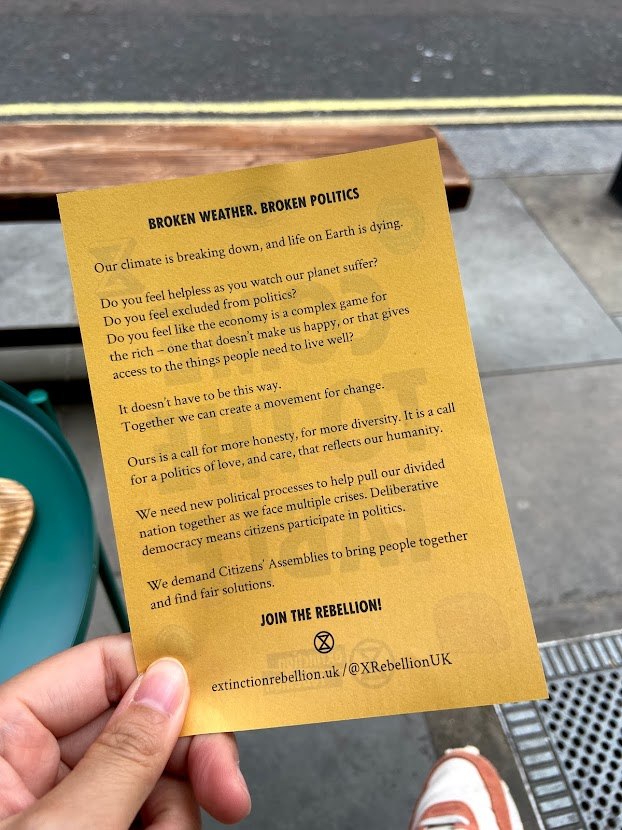 BROKEN WEATHER. BROKEN POLITICS
Our climate is breaking down, and life on Earth is dying.
Do you feel helpless as you watch our planet suffer?
Do you feel excluded from politics?
Do you feel like the economy is a complex game for
the rich – one that doesn't make us happy, or that gives
access to the things people need to live well?
It doesn't have to be this way.
Together we can create a movement for change.
Ours is a call for more honesty, for more diversity. It is a call
for a politics of love, and care, that reflects our humanity.
We need new political processes to help pull our divided
nation together as we face multiple crises. Deliberative
democracy means citizens participate in politics.
We demand Citizens' Assemblies to bring people together
and find fair solutions.
JOIN THE REBELLION!
extinctionrebellion.uk/@XRebellionUK